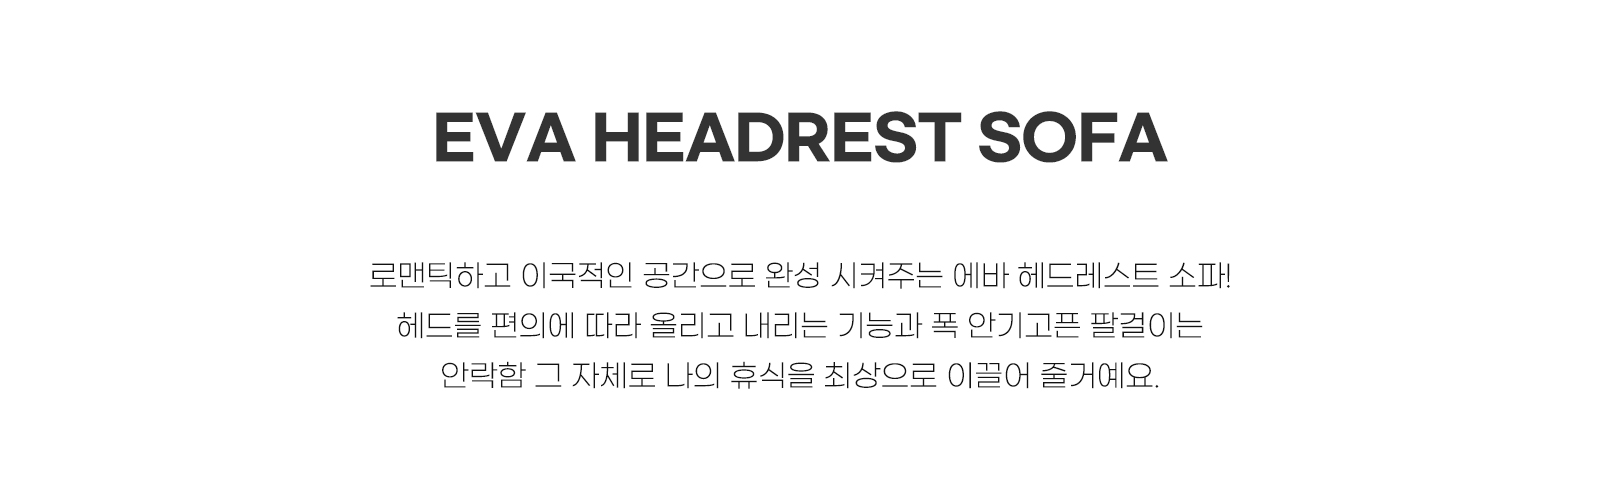 EVA HEADREST SOFA
로맨틱하고 이국적인 공간으로 완성 시켜주는 에바 헤드레스트 소파!
헤드를 편의에 따라 올리고 내리는 기능과 폭 안기고픈 팔걸이는
안락함 그 자체로 나의 휴식을 최상으로 이끌어 줄거예요.